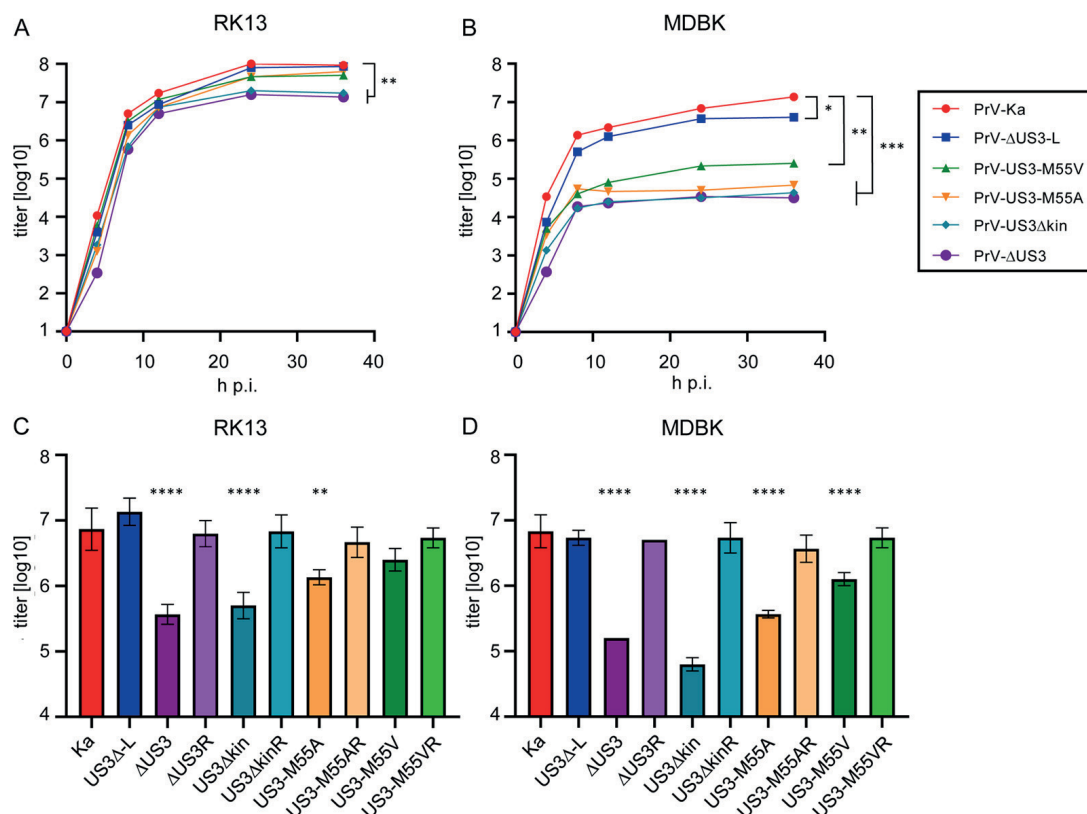 A
RK13
8
7
6
5
4
3
2
1
titer [log10]
0
10
20
30
40
h p.i.
**
B
MDBK
8
7
6
5
4
3
2
1
titer [log10]
0
10
20
30
40
h p.i.
*
**
***
PrV-Ka
PrV-ΔUS3-L
PrV-US3-M55V
PrV-US3-M55A
PrV-US3Δkin
PrV-ΔUS3
C
RK13
8
7
6
5
4
titer [log10]
****
****
**
Ka
US3Δ-L
ΔUS3
ΔUS3R
US3Δkin
US3ΔkinR
US3-M55A
US3-M55AR
US3-M55V
US3-M55VR
D
MDBK
8
7
6
5
4
titer [log10]
****
****
****
****
Ka
US3Δ-L
ΔUS3
ΔUS3R
US3Δkin
US3ΔkinR
US3-M55A
US3-M55AR
US3-M55V
US3-M55VR